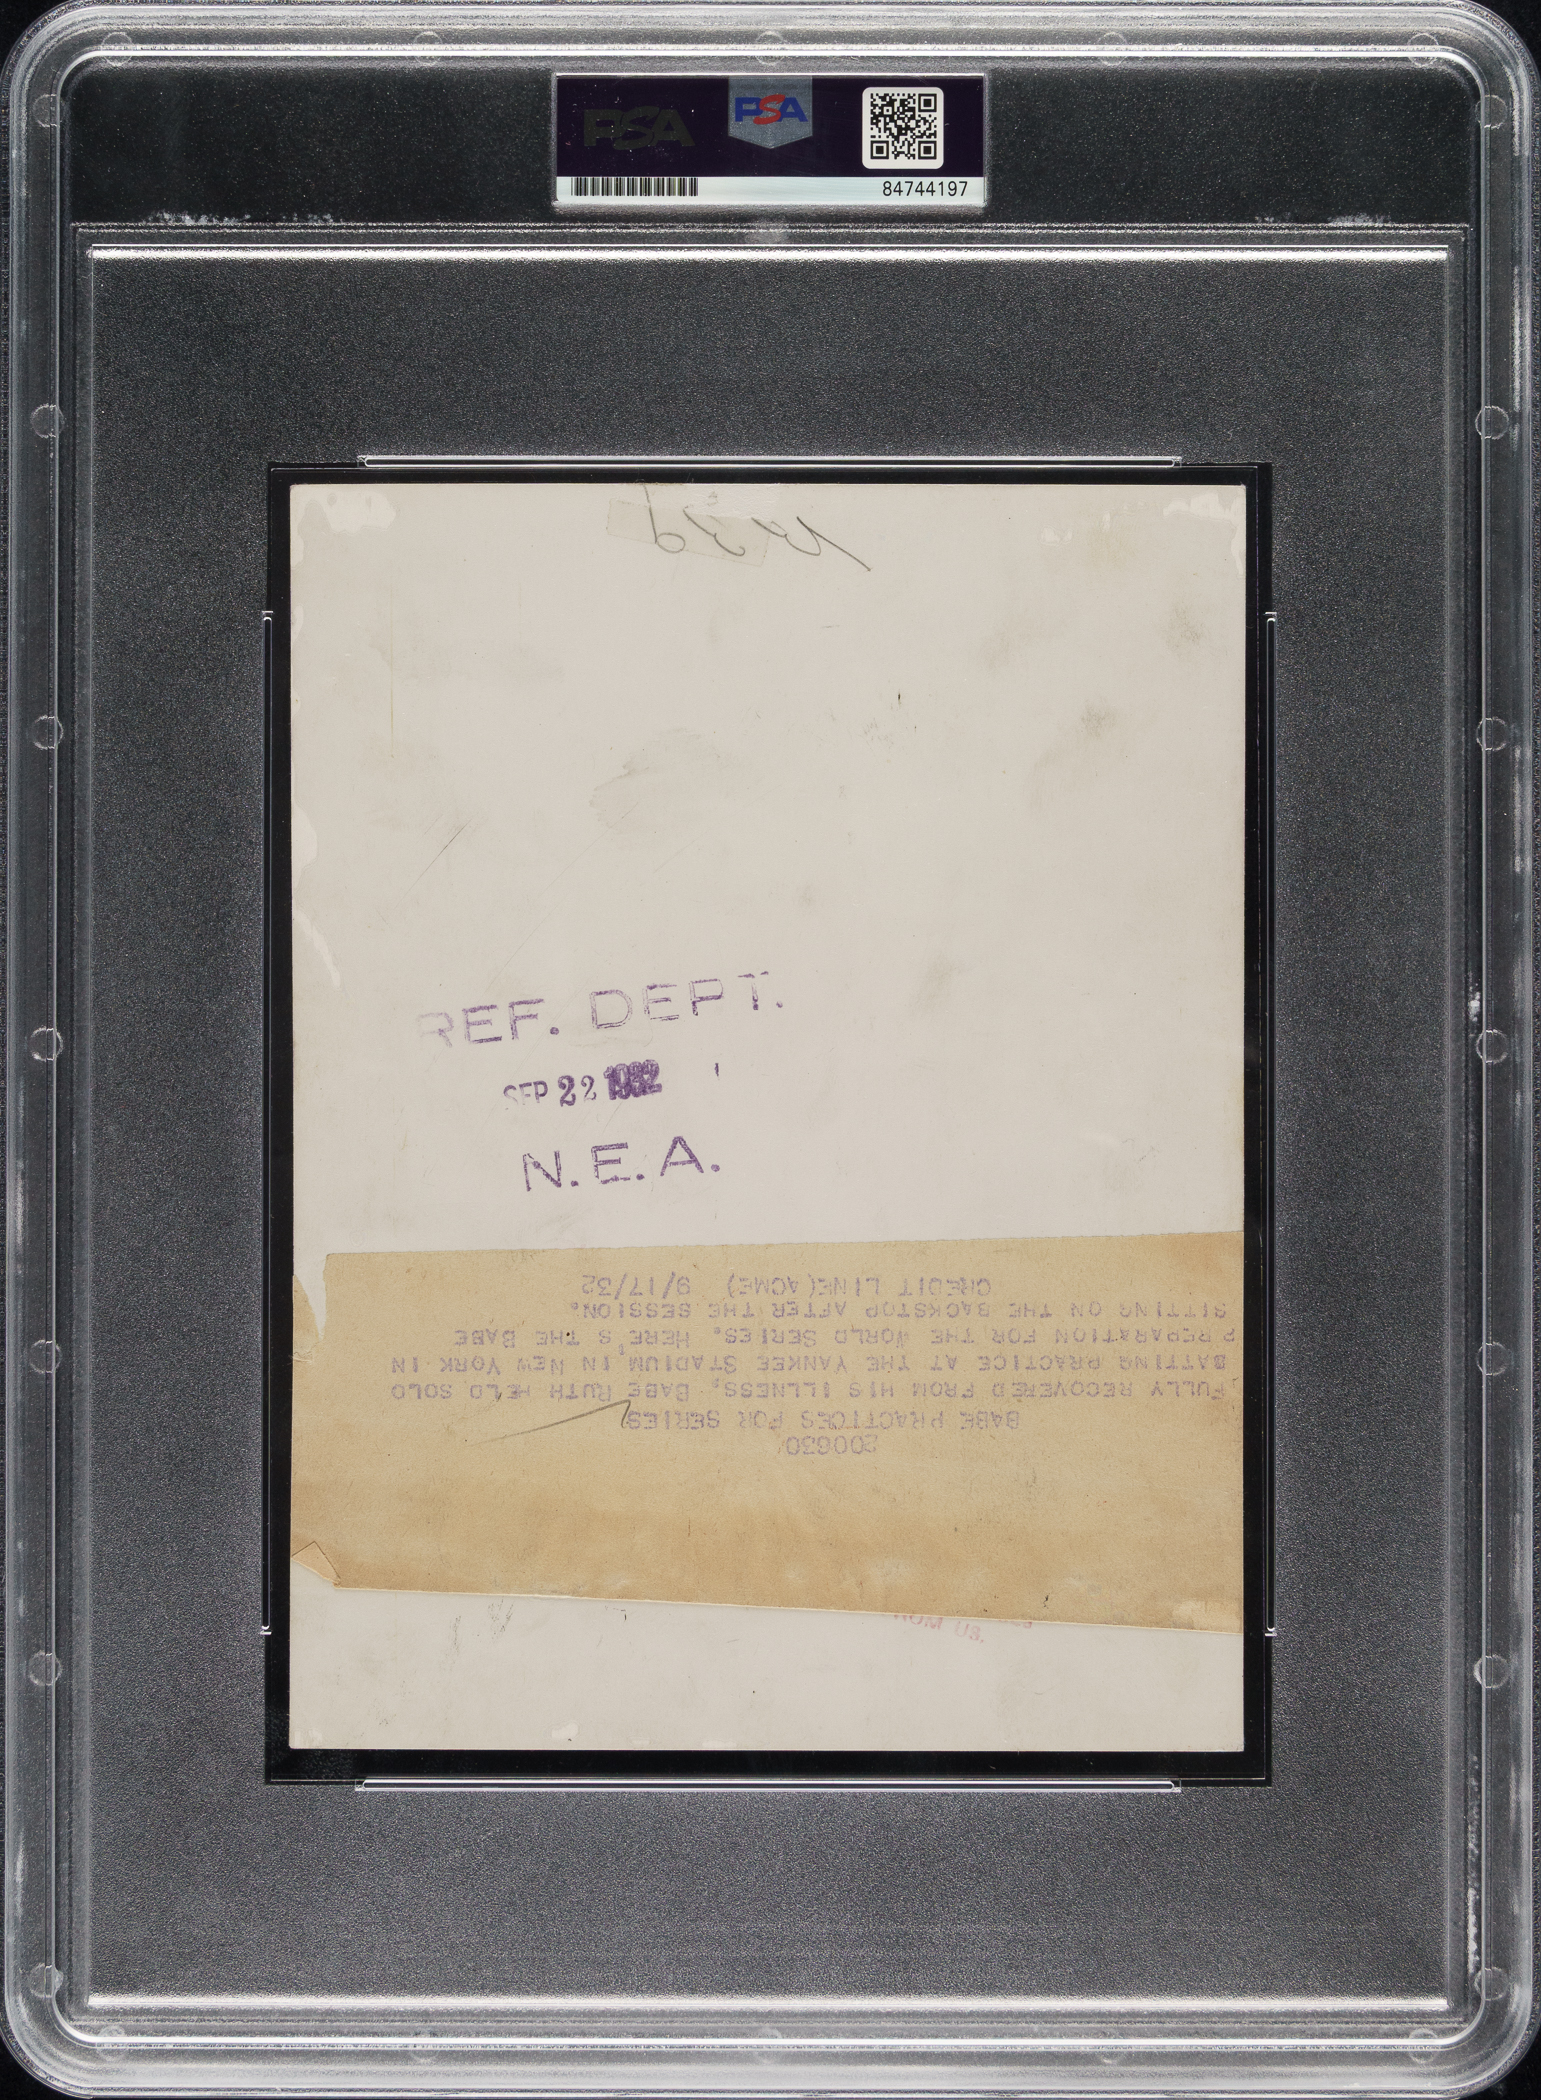 PSA
PSA
84744197
REF. DEPT.
SEP 22 1932
N.E.A.
200630
BABE PRACTICES FOR SERIES
FULLY RECOVERED FROM HIS ILLNESS, BABE RUTH HELD SOLO
BATTING PRACTICE AT THE YANKEE STADIUM IN NEW YORK IN
PREPARATION FOR THE WORLD SERIES. HERE'S THE BABE
SITTING ON THE BACKSTOP AFTER THE SESSION.
CREDIT LINE(ACME) 9/17/32
US.